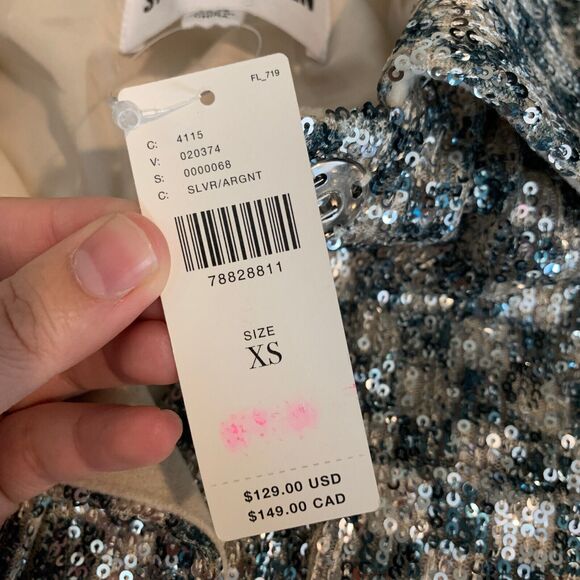 FL_719
C: 4115
V: 020374
S: 0000068
C: SLVR/ARGNT
78828811
SIZE
XS
$129.00 USD
$149.00 CAD